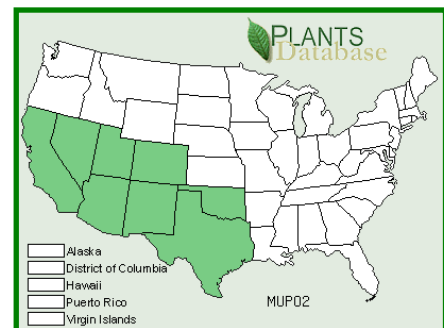 PLANTS
Database
Alaska
District of Columbia
Hawaii
Puerto Rico
Virgin Islands
MUPO2